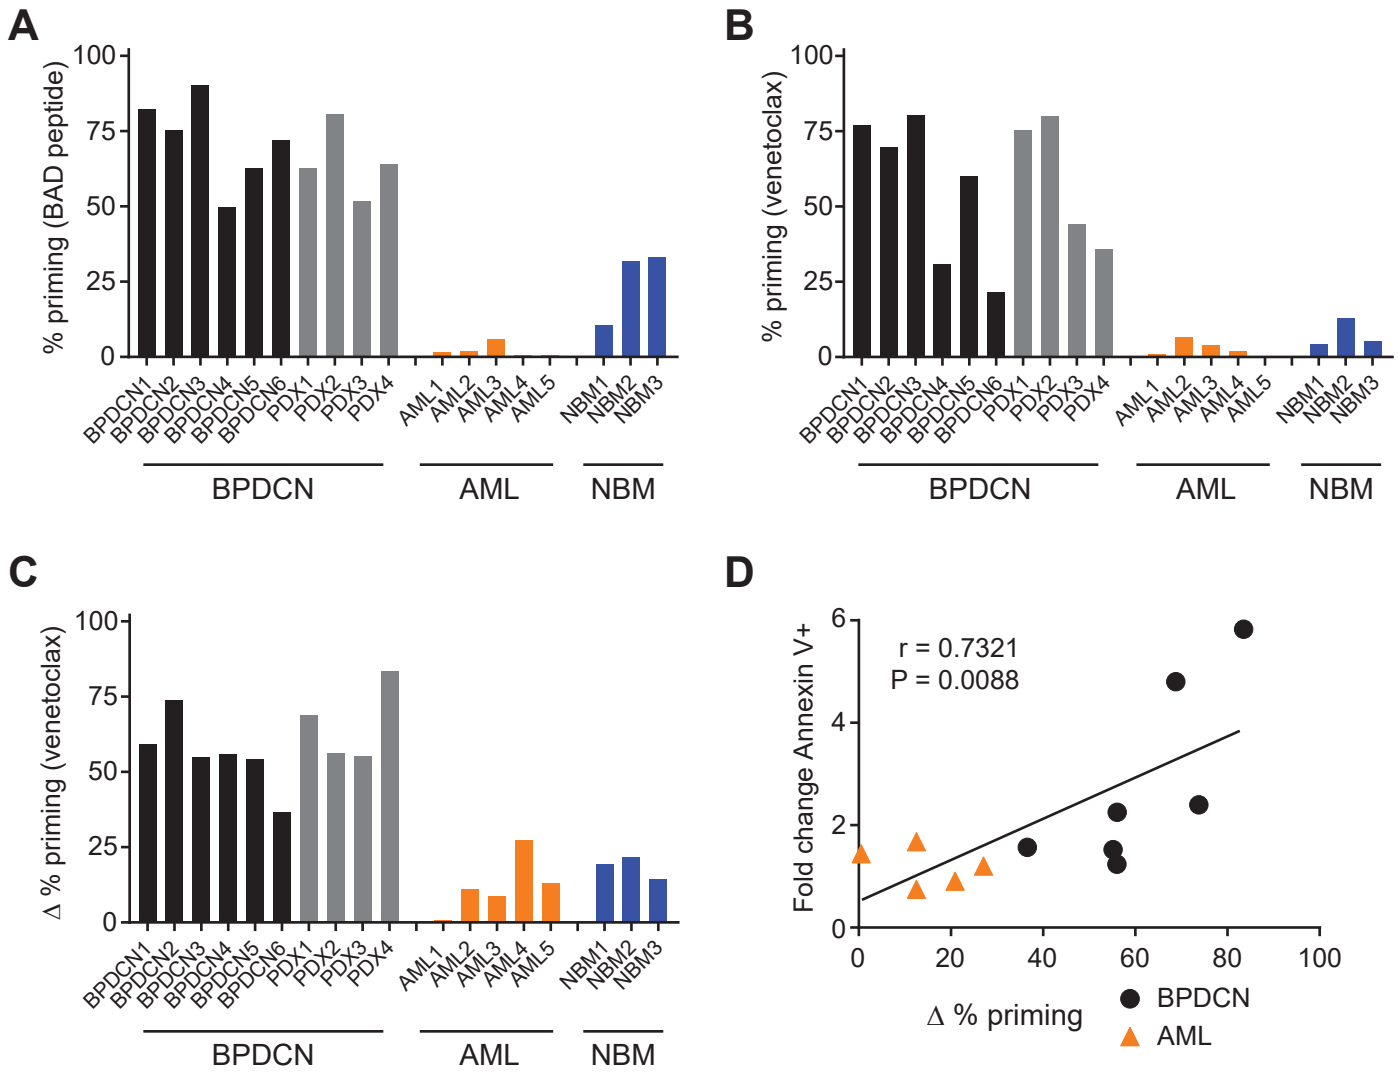 A
% priming (BAD peptide)
100
75
50
25
0
BPDCN1
BPDCN2
BPDCN3
BPDCN4
BPDCN5
BPDCN6
PDX1
PDX2
PDX3
PDX4
AML1
AML2
AML3
AML4
AML5
NBM1
NBM2
NBM3
BPDCN
AML
NBM
B
% priming (venetoclax)
100
75
50
25
0
BPDCN1
BPDCN2
BPDCN3
BPDCN4
BPDCN5
BPDCN6
PDX1
PDX2
PDX3
PDX4
AML1
AML2
AML3
AML4
AML5
NBM1
NBM2
NBM3
BPDCN
AML
NBM
C
Δ % priming (venetoclax)
100
75
50
25
0
BPDCN1
BPDCN2
BPDCN3
BPDCN4
BPDCN5
BPDCN6
PDX1
PDX2
PDX3
PDX4
AML1
AML2
AML3
AML4
AML5
NBM1
NBM2
NBM3
BPDCN
AML
NBM
D
Fold change Annexin V+
6
4
2
0
r = 0.7321
P = 0.0088
0
20
40
60
80
100
Δ % priming
BPDCN
AML